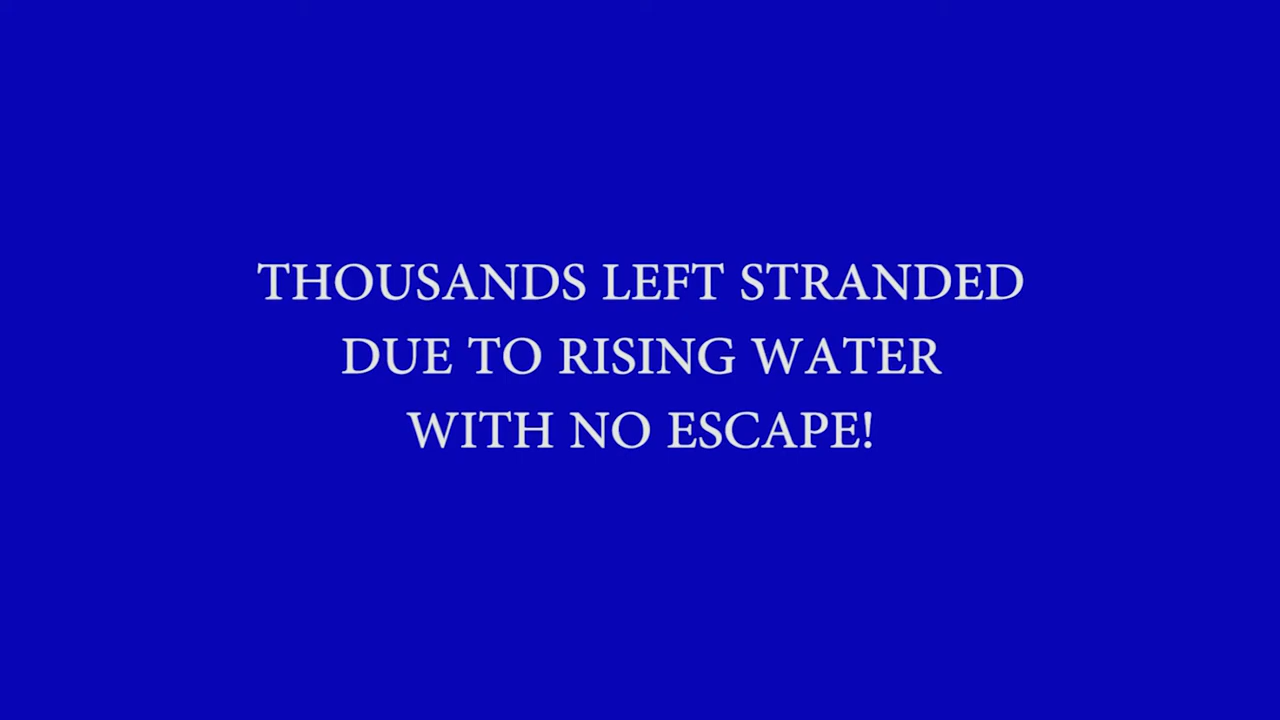 THOUSANDS LEFT STRANDED
DUE TO RISING WATER
WITH NO ESCAPE!